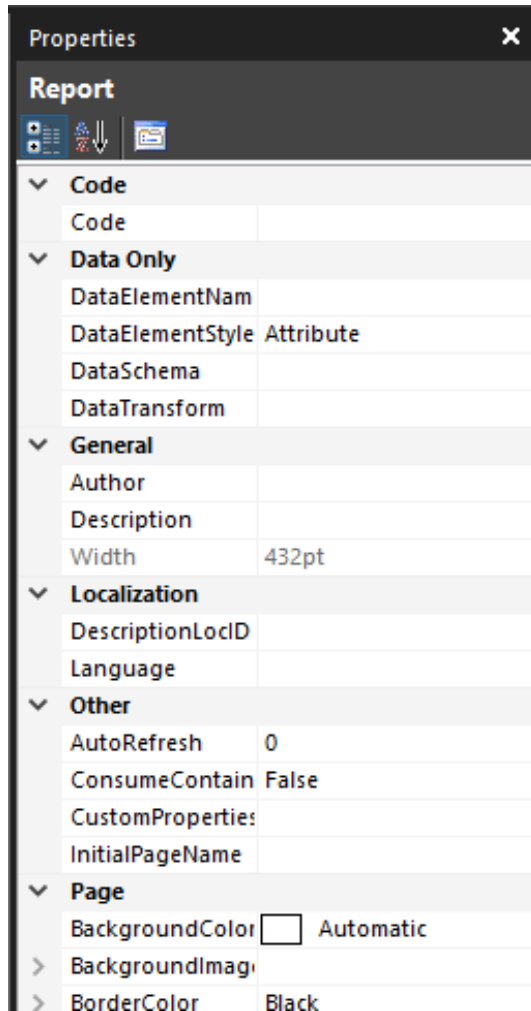 Properties
Report
Code
Code
Data Only
DataElementNam
DataElementStyle Attribute
DataSchema
DataTransform
General
Author
Description
Width 432pt
Localization
DescriptionLocID
Language
Other
AutoRefresh 0
ConsumeContain False
CustomProperties
InitialPageName
Page
BackgroundColor Automatic
BackgroundImag
BorderColor Black